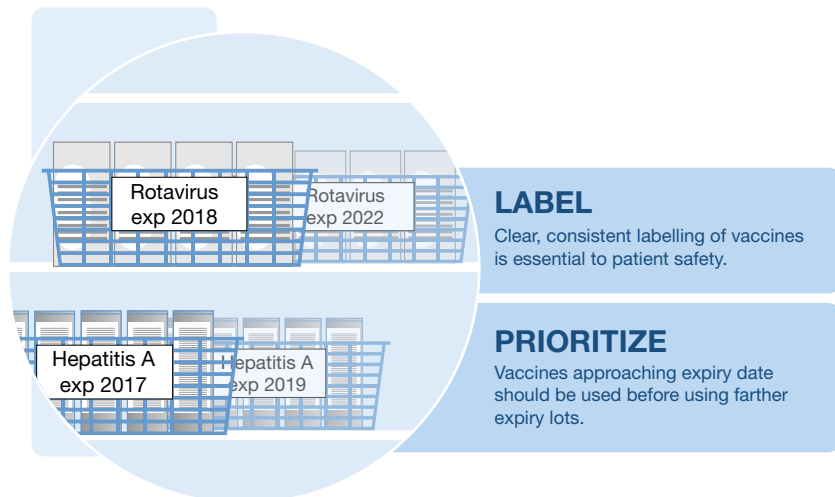 Rotavirus
exp 2018
Rotavirus
exp 2022
LABEL
Clear, consistent labelling of vaccines
is essential to patient safety.
Hepatitis A
exp 2017
Hepatitis A
exp 2019
PRIORITIZE
Vaccines approaching expiry date
should be used before using farther
expiry lots.